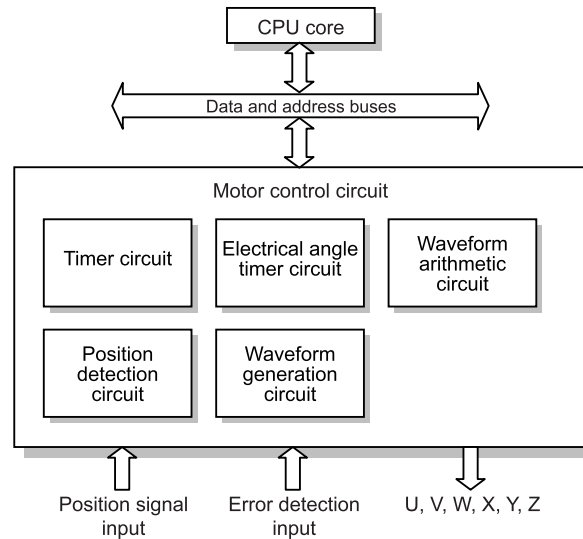 CPU core
Data and address buses
Motor control circuit
Timer circuit
Electrical angle
timer circuit
Waveform
arithmetic
circuit
Position
detection
circuit
Waveform
generation
circuit
Position signal
input
Error detection
input
U, V, W, X, Y, Z